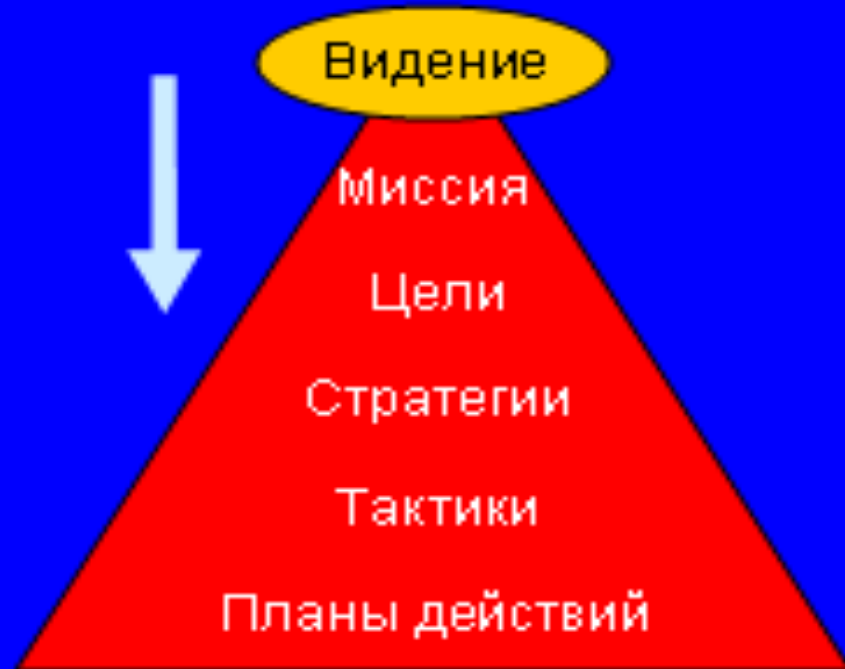 Видение
Миссия
Цели
Стратегии
Тактики
Планы действий